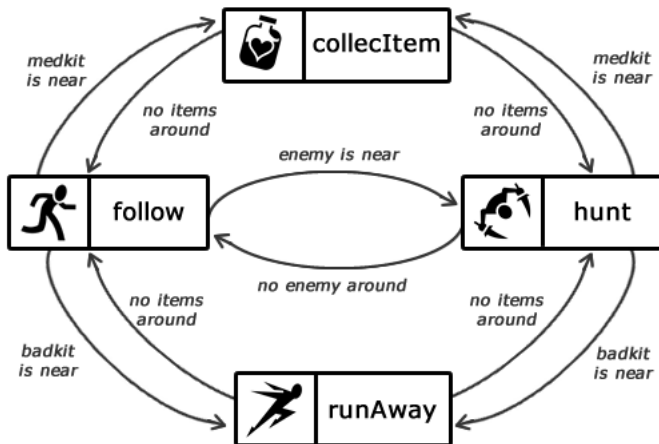 collecItem
medkit
is near
medkit
is near
no items
around
no items
around
enemy is near
follow
hunt
no enemy around
no items
around
no items
around
badkit
is near
badkit
is near
runAway